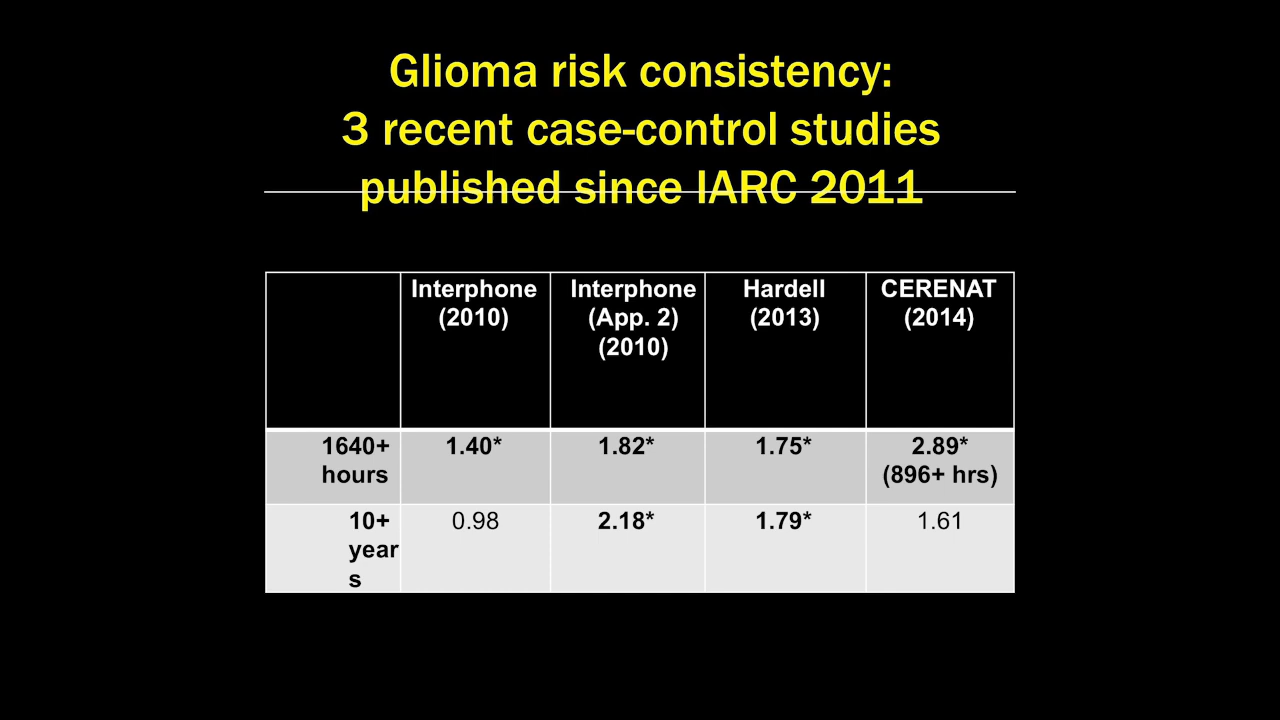 Glioma risk consistency:
3 recent case-control studies
published since IARC 2011
Interphone
(2010)
Interphone
(App. 2)
(2010)
Hardell
(2013)
CERENAT
(2014)
1640+
hours
1.40*
1.82*
1.75*
2.89*
(896+ hrs)
10+
year
s
0.98
2.18*
1.79*
1.61